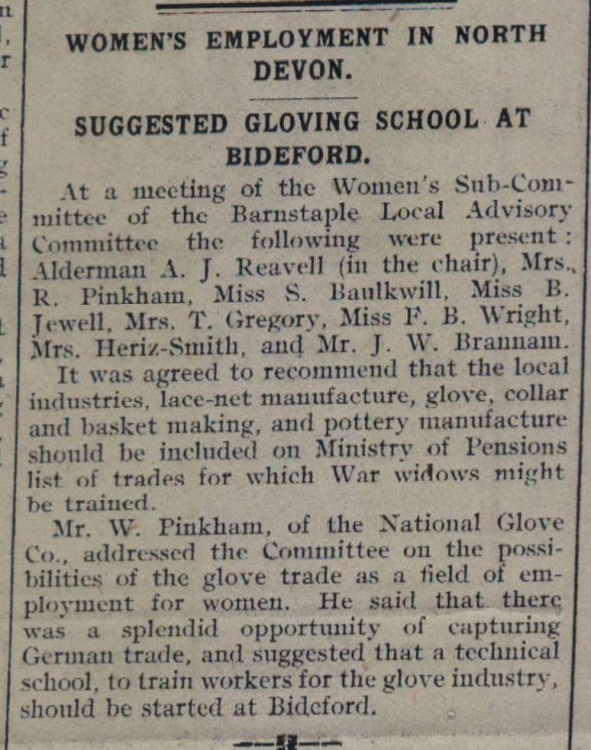 WOMEN'S EMPLOYMENT IN NORTH
DEVON.
SUGGESTED GLOVING SCHOOL AT
BIDEFORD.
At a meeting of the Women's Sub-Com-
mittee of the Barnstaple Local Advisory
Committee the following were present:
Alderman A. J. Reavell (in the chair), Mrs.,
R. Pinkham, Miss S. Baulkwill, Miss B.
Jewell, Mrs. T. Gregory, Miss F. B. Wright,
Mrs. Heriz-Smith, and Mr. J. W. Brannam.
It was agreed to recommend that the local
industries, lace-net manufacture, glove, collar
and basket making, and pottery manufacture
should be included on Ministry of Pensions
list of trades for which War widows might
be trained.
Mr. W. Pinkham, of the National Glove
Co., addressed the Committee on the possi-
bilities of the glove trade as a field of em-
ployment for women. He said that there
was a splendid opportunity of capturing
German trade, and suggested that a technical
school, to train workers for the glove industry,
should be started at Bideford.